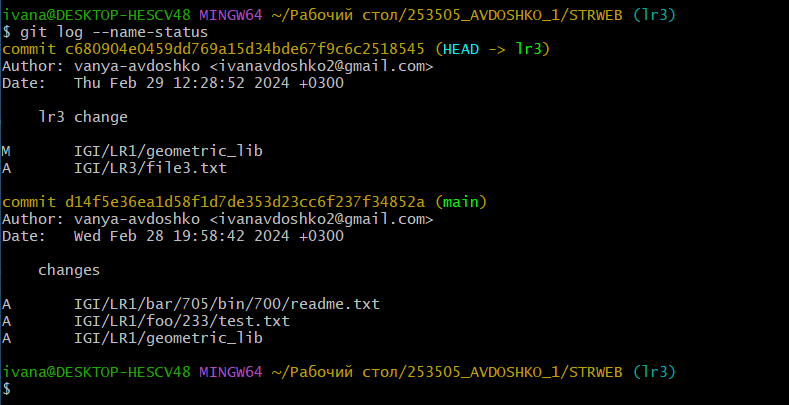 ivana@DESKTOP-HESCV48 MINGW64 ~/Рабочий стол/253505_AVDOSHKO_1/STRWEB (lr3)
$ git log --name-status
commit c680904e0459dd769a15d34bde67f9c6c2518545 (HEAD -> lr3)
Author: vanya-avdoshko <ivanavdoshko2@gmail.com>
Date:   Thu Feb 29 12:28:52 2024 +0300

    lr3 change

M       IGI/LR1/geometric_lib
A       IGI/LR3/file3.txt

commit d14f5e36ea1d58f1d7de353d23cc6f237f34852a (main)
Author: vanya-avdoshko <ivanavdoshko2@gmail.com>
Date:   Wed Feb 28 19:58:42 2024 +0300

    changes

A       IGI/LR1/bar/705/bin/700/readme.txt
A       IGI/LR1/foo/233/test.txt
A       IGI/LR1/geometric_lib

ivana@DESKTOP-HESCV48 MINGW64 ~/Рабочий стол/253505_AVDOSHKO_1/STRWEB (lr3)
$